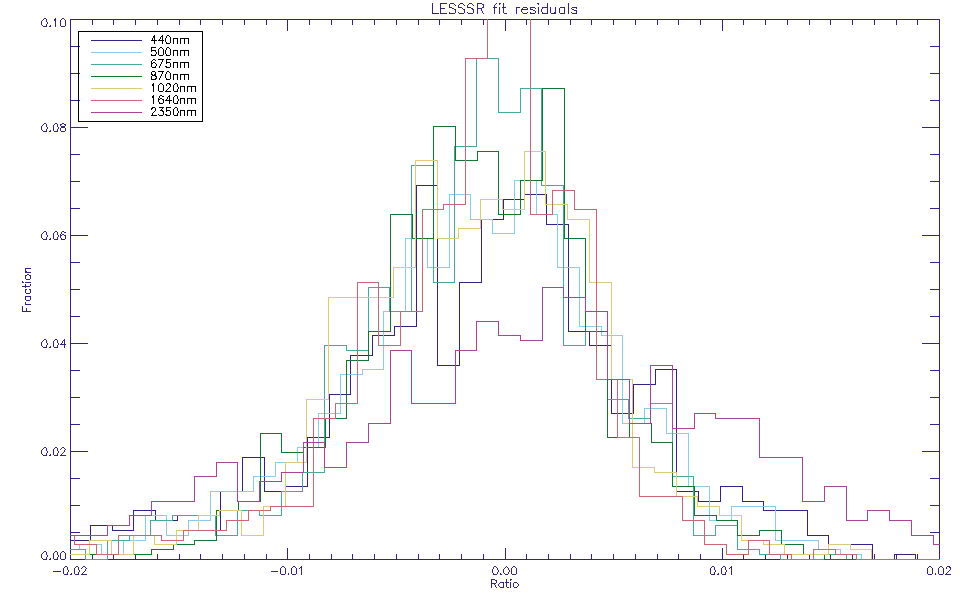 LESSSR fit residuals
0.10
440nm
500nm
675nm
870nm
1020nm
1640nm
2350nm
0.08
0.06
Fraction
0.04
0.02
0.00
-0.02
-0.01
0.00
0.01
0.02
Ratio